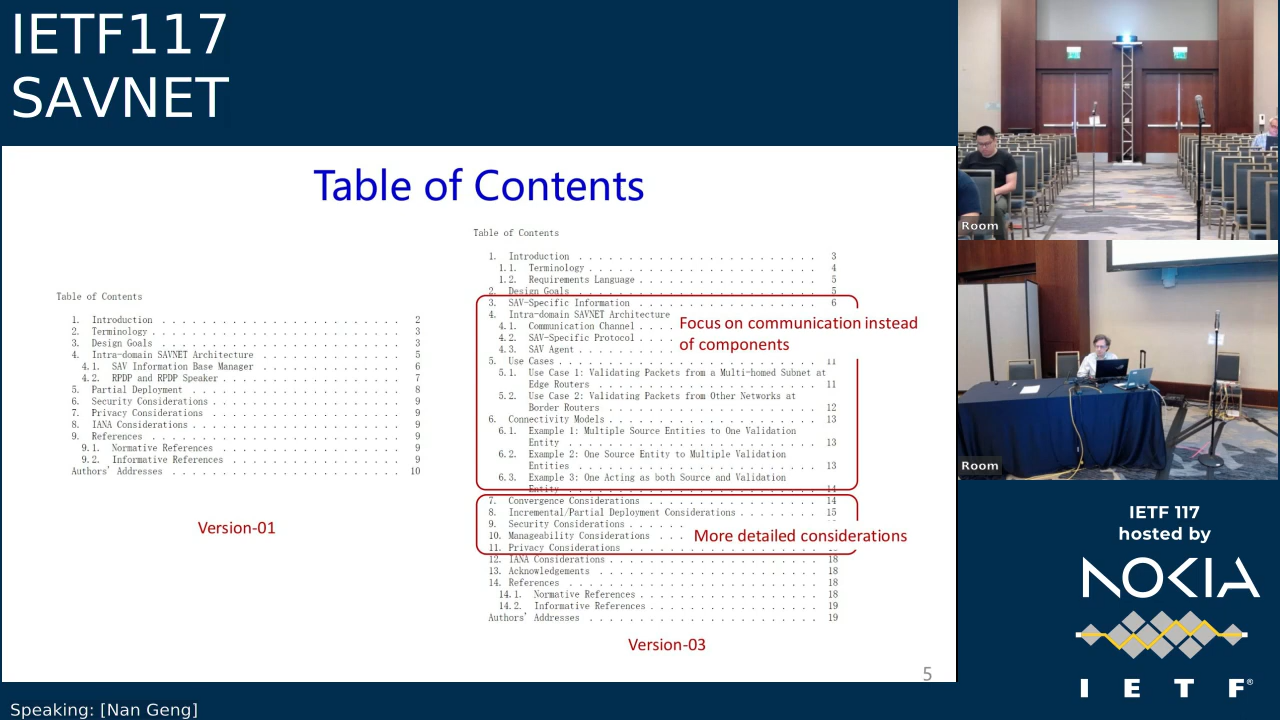 IETF117
SAVNET
Table of Contents
Table of Contents
1. Introduction . . . . . . . . . . . . . . . . . . . . . . . . 2
2. Terminology . . . . . . . . . . . . . . . . . . . . . . . . 3
3. Design Goals . . . . . . . . . . . . . . . . . . . . . . . . 3
4. Intra-domain SAVNET Architecture . . . . . . . . . . . . . . 5
4.1. SAV Information Base Manager . . . . . . . . . . . . . . 6
4.2. RPDP and RPDP Speaker . . . . . . . . . . . . . . . . . . 7
5. Partial Deployment . . . . . . . . . . . . . . . . . . . . . 8
6. Security Considerations . . . . . . . . . . . . . . . . . . . 9
7. Privacy Considerations . . . . . . . . . . . . . . . . . . . 9
8. IANA Considerations . . . . . . . . . . . . . . . . . . . . . 9
9. References . . . . . . . . . . . . . . . . . . . . . . . . . 9
9.1. Normative References . . . . . . . . . . . . . . . . . . 9
9.2. Informative References . . . . . . . . . . . . . . . . . 9
Authors' Addresses . . . . . . . . . . . . . . . . . . . . . . . 10
Version-01
Table of Contents
1. Introduction . . . . . . . . . . . . . . . . . . . . . . . . 3
1.1. Terminology . . . . . . . . . . . . . . . . . . . . . . . 4
1.2. Requirements Language . . . . . . . . . . . . . . . . . . 5
2. Design Goals . . . . . . . . . . . . . . . . . . . . . . . . 5
3. SAV-Specific Information . . . . . . . . . . . . . . . . . . 6
4. Intra-domain SAVNET Architecture
4.1. Communication Channel . . . .
4.2. SAV-Specific Protocol . . . .
4.3. SAV Agent . . . . . . . . . .
Focus on communication instead
of components
5. Use Cases . . . . . . . . . . . . . . . . . . . . . . . . . . 11
5.1. Use Case 1: Validating Packets from a Multi-homed Subnet at
Edge Routers . . . . . . . . . . . . . . . . . . . . . . 11
5.2. Use Case 2: Validating Packets from Other Networks at
Border Routers . . . . . . . . . . . . . . . . . . . . . 12
6. Connectivity Models . . . . . . . . . . . . . . . . . . . . . 13
6.1. Example 1: Multiple Source Entities to One Validation
Entity . . . . . . . . . . . . . . . . . . . . . . . . . 13
6.2. Example 2: One Source Entity to Multiple Validation
Entities . . . . . . . . . . . . . . . . . . . . . . . . 13
6.3. Example 3: One Acting as both Source and Validation
Entity . . . . . . . . . . . . . . . . . . . . . . . . . 14
7. Convergence Considerations . . . . . . . . . . . . . . . . . 14
8. Incremental/Partial Deployment Considerations . . . . . . . . 15
9. Security Considerations . . . . . .
10. Manageability Considerations . . .
11. Privacy Considerations . . . . . . . . . . . . . . . . . . .
More detailed considerations
12. IANA Considerations . . . . . . . . . . . . . . . . . . . . . 18
13. Acknowledgements . . . . . . . . . . . . . . . . . . . . . . 18
14. References . . . . . . . . . . . . . . . . . . . . . . . . . 18
14.1. Normative References . . . . . . . . . . . . . . . . . . 18
14.2. Informative References . . . . . . . . . . . . . . . . . 19
Authors' Addresses . . . . . . . . . . . . . . . . . . . . . . . 19
Version-03
5
Room
Room
IETF 117
hosted by
NOKIA
I E T F®
Speaking: [Nan Geng]